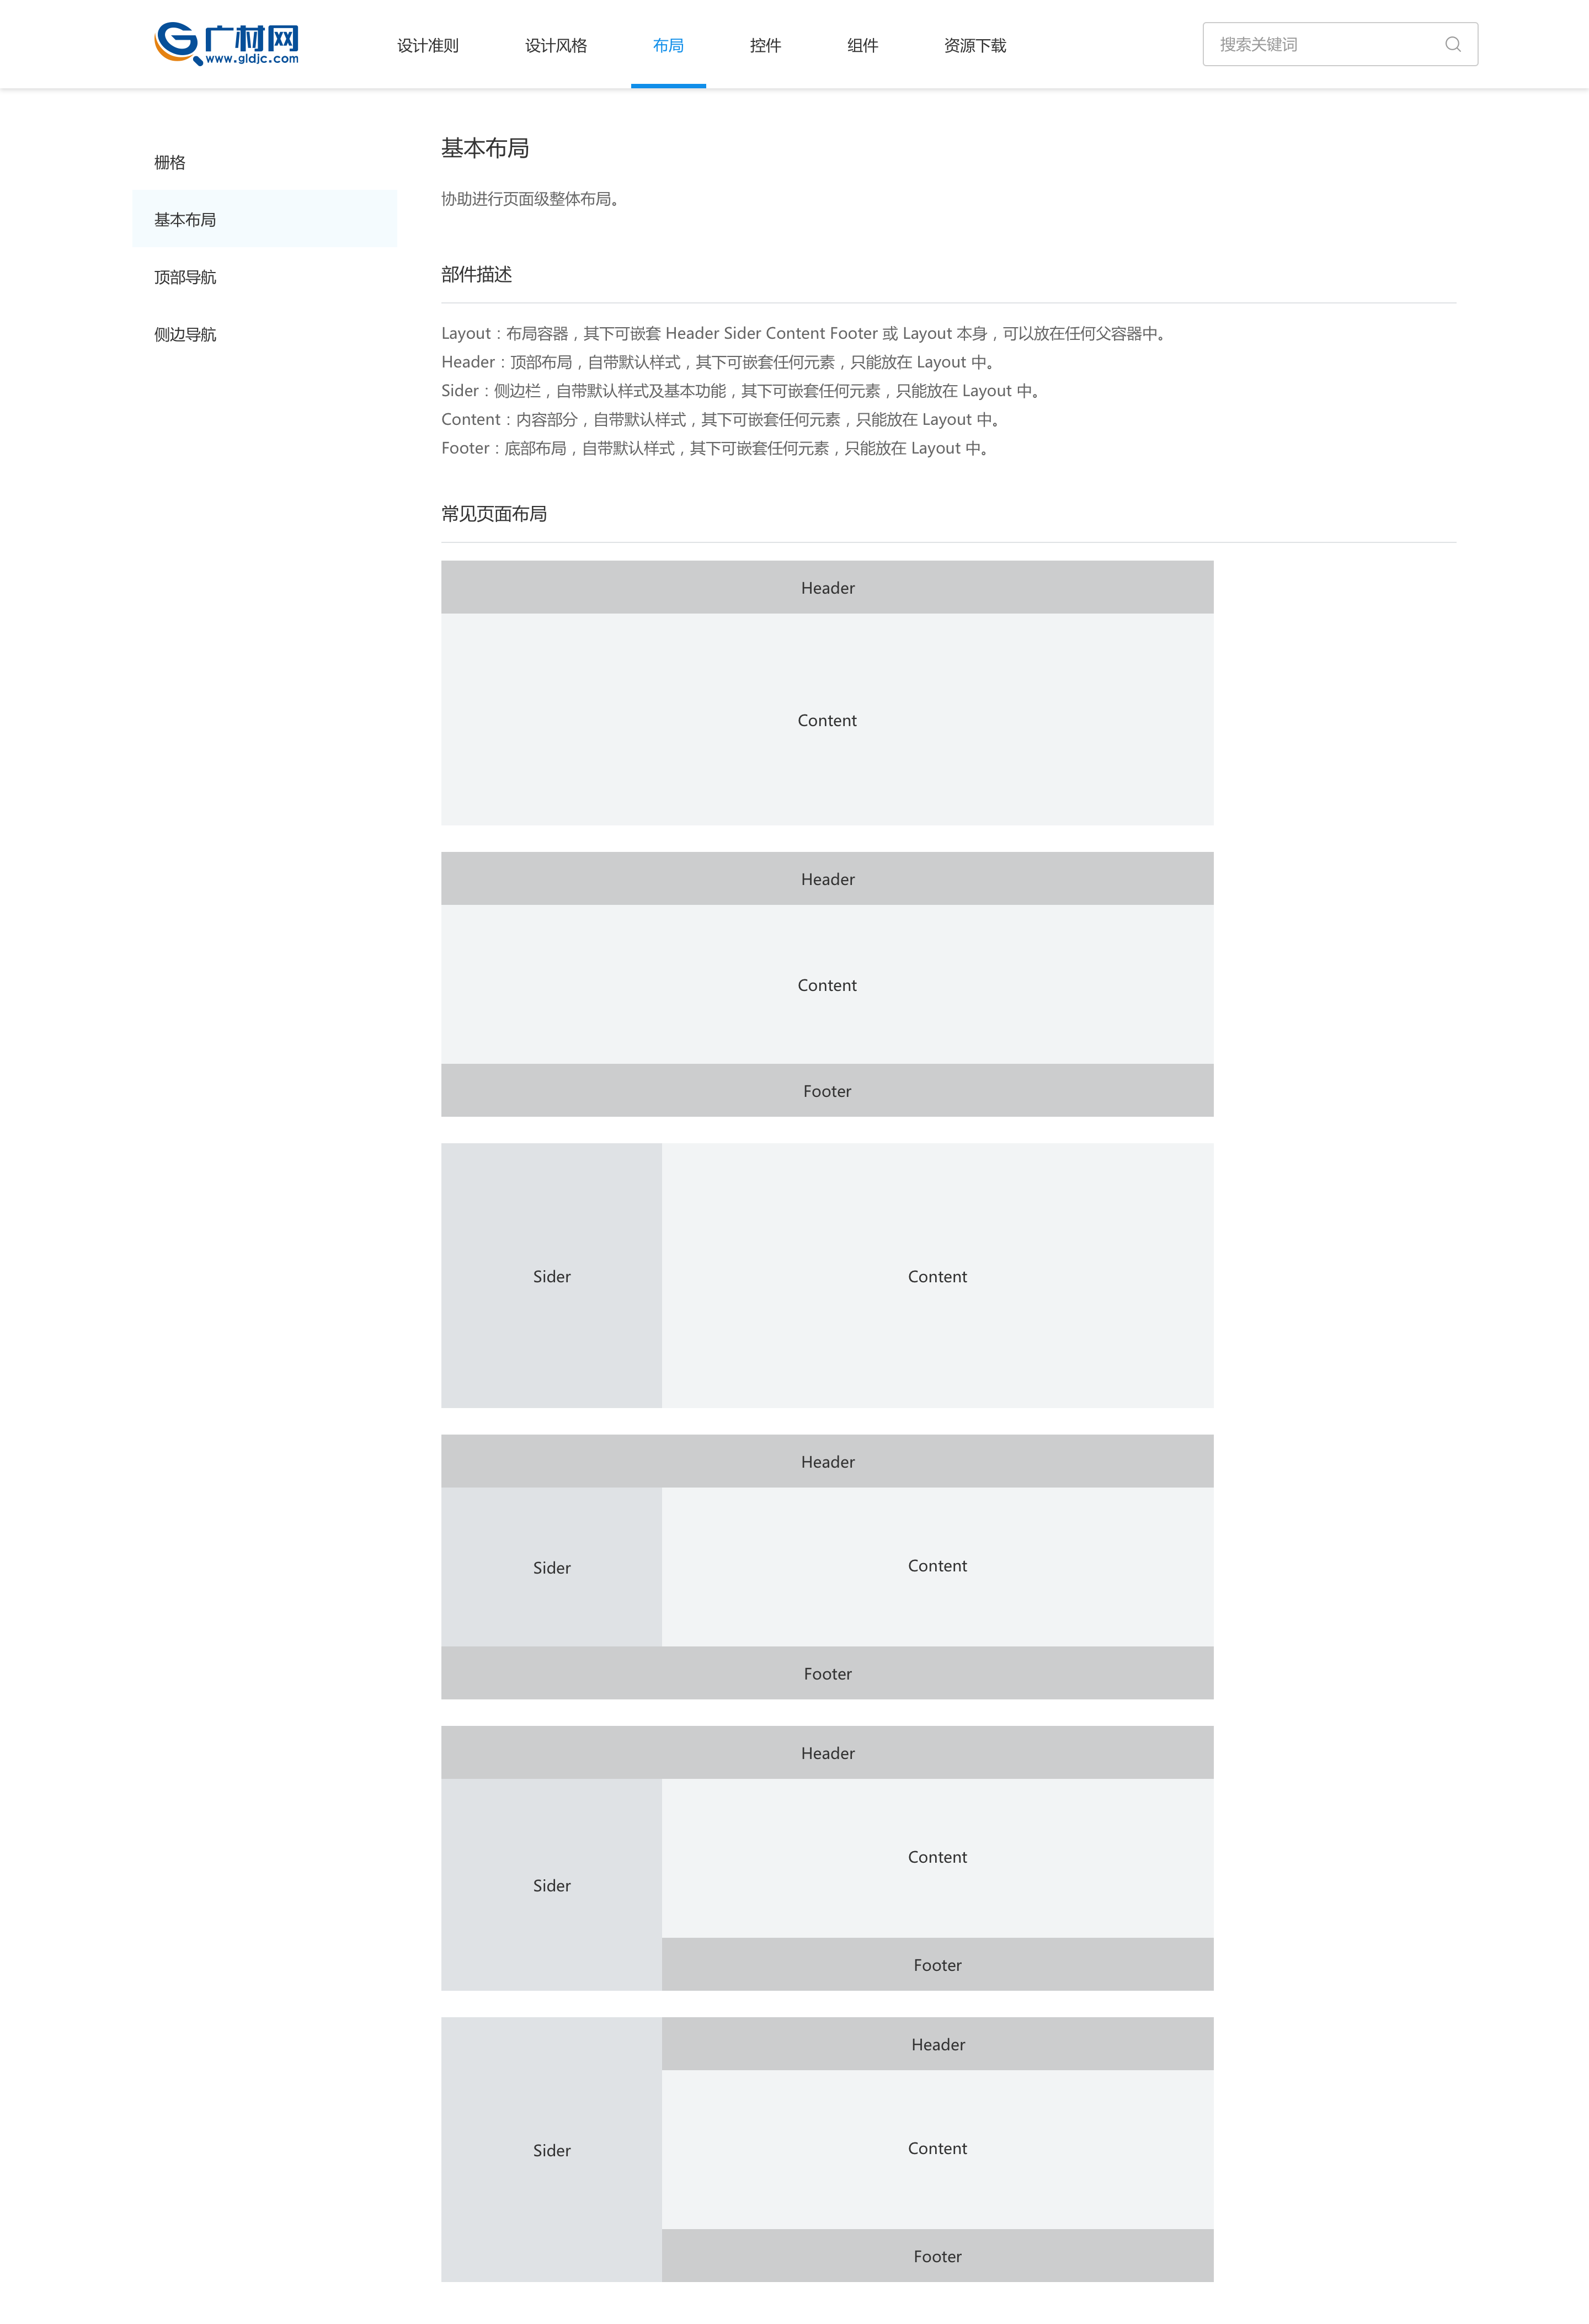 广材网
www.gldjc.com
设计准则 设计风格 布局 控件 组件 资源下载 搜索关键词
栅格
基本布局
顶部导航
侧边导航
基本布局
协助进行页面级整体布局。
部件描述
Layout：布局容器，其下可嵌套 Header Sider Content Footer 或 Layout 本身，可以放在任何父容器中。
Header：顶部布局，自带默认样式，其下可嵌套任何元素，只能放在 Layout 中。
Sider：侧边栏，自带默认样式及基本功能，其下可嵌套任何元素，只能放在 Layout 中。
Content：内容部分，自带默认样式，其下可嵌套任何元素，只能放在 Layout 中。
Footer：底部布局，自带默认样式，其下可嵌套任何元素，只能放在 Layout 中。
常见页面布局
Header
Content
Header
Content
Footer
Sider
Content
Header
Sider
Content
Footer
Header
Sider
Content
Footer
Sider
Header
Content
Footer